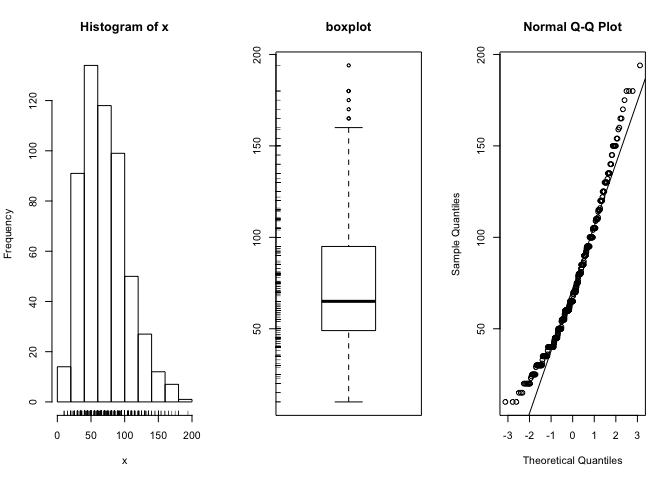 Histogram of x
Frequency
120
100
80
60
40
20
0
0 50 100 150 200
x
boxplot
200
150
100
50
Normal Q-Q Plot
Sample Quantiles
200
150
100
50
-3 -2 -1 0 1 2 3
Theoretical Quantiles